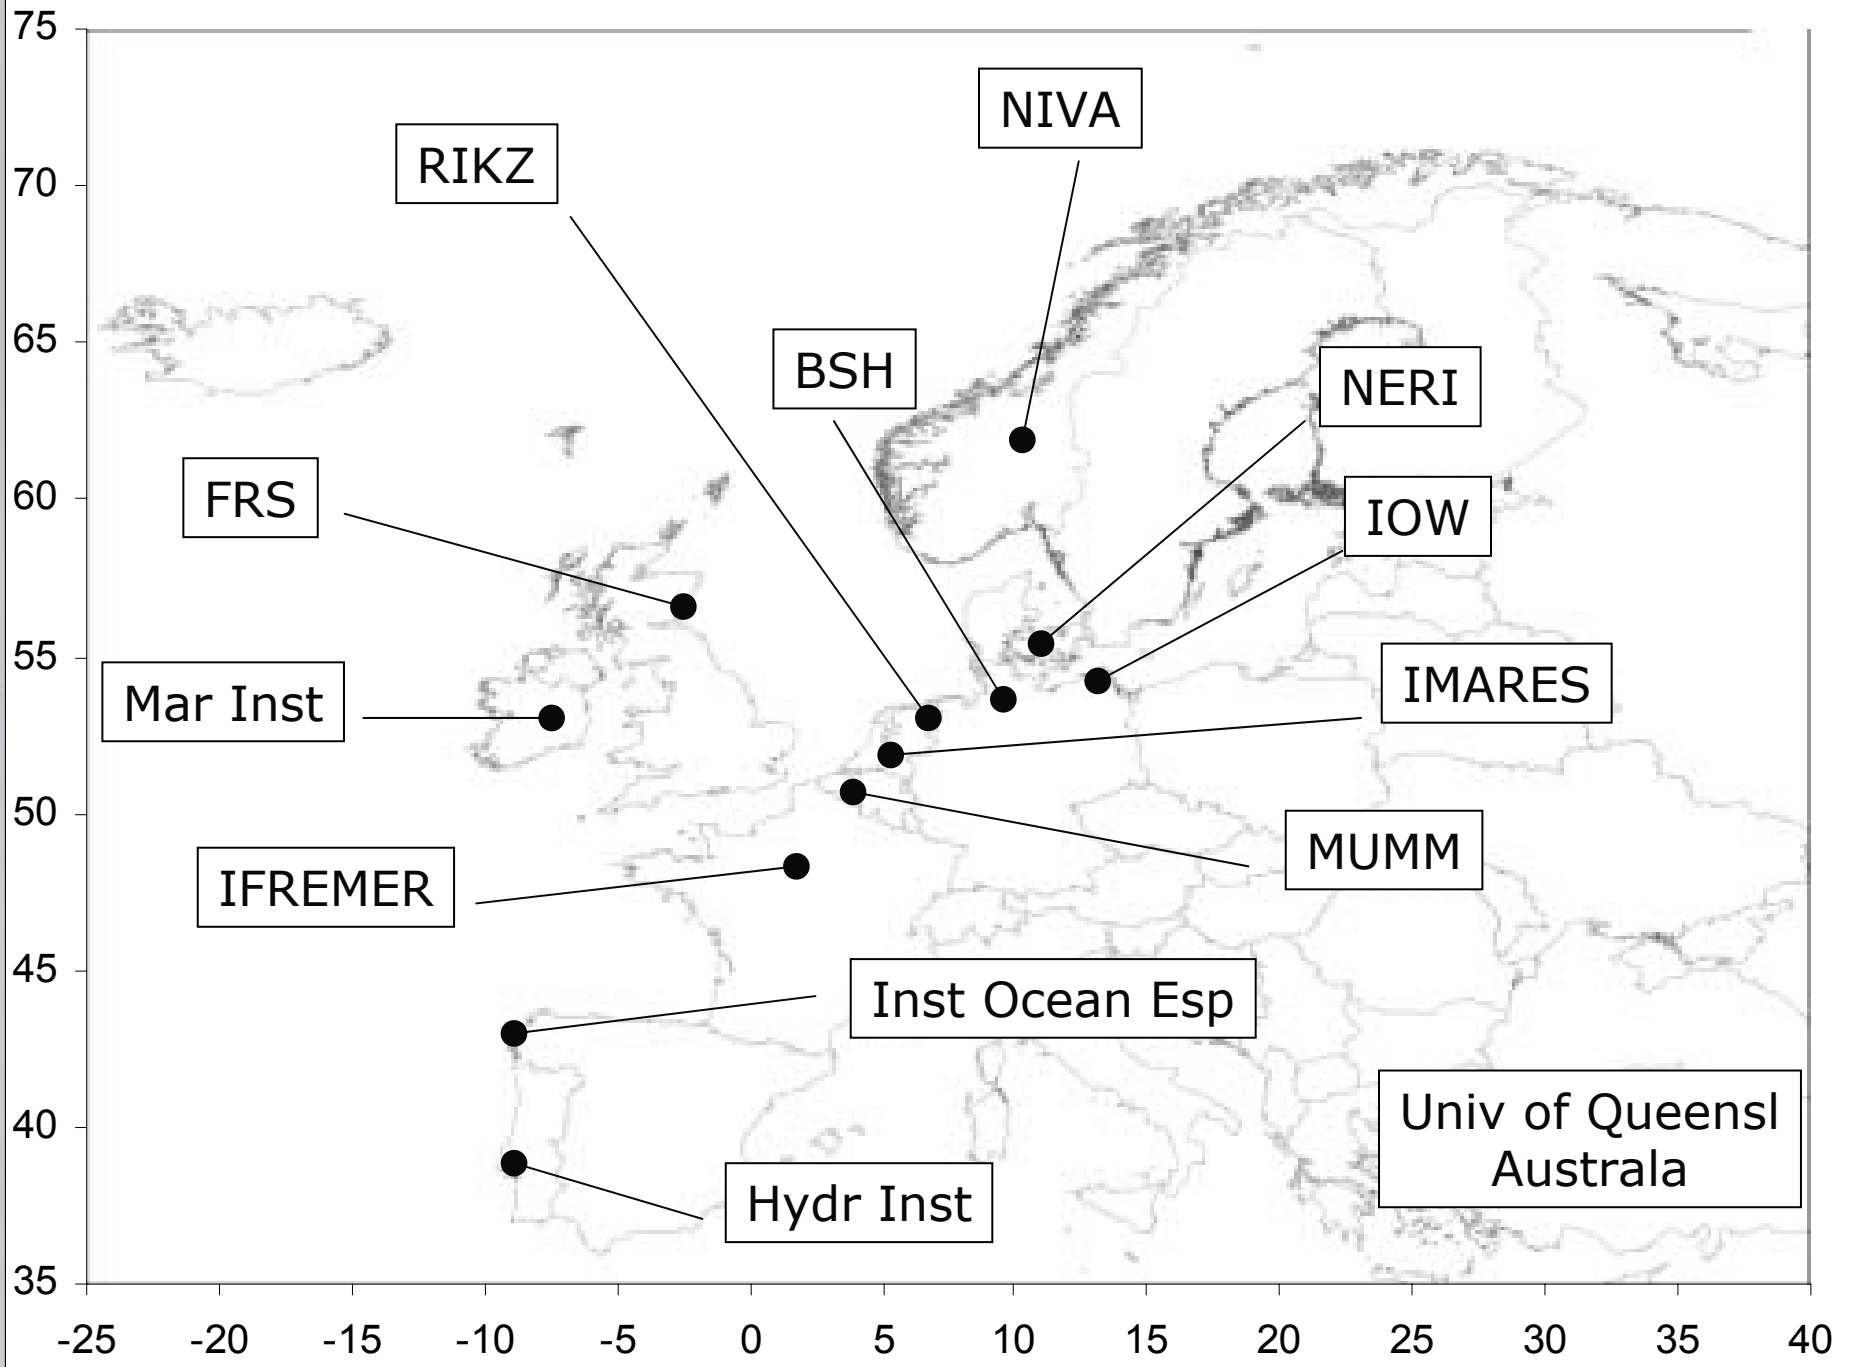 75
NIVA
RIKZ
70
65
BSH
NERI
FRS
60
IOW
55
Mar Inst
IMARES
50
MUMM
IFREMER
45
Inst Ocean Esp
40
Univ of Queensl
Australa
Hydr Inst
35
-25 -20 -15 -10 -5 0 5 10 15 20 25 30 35 40